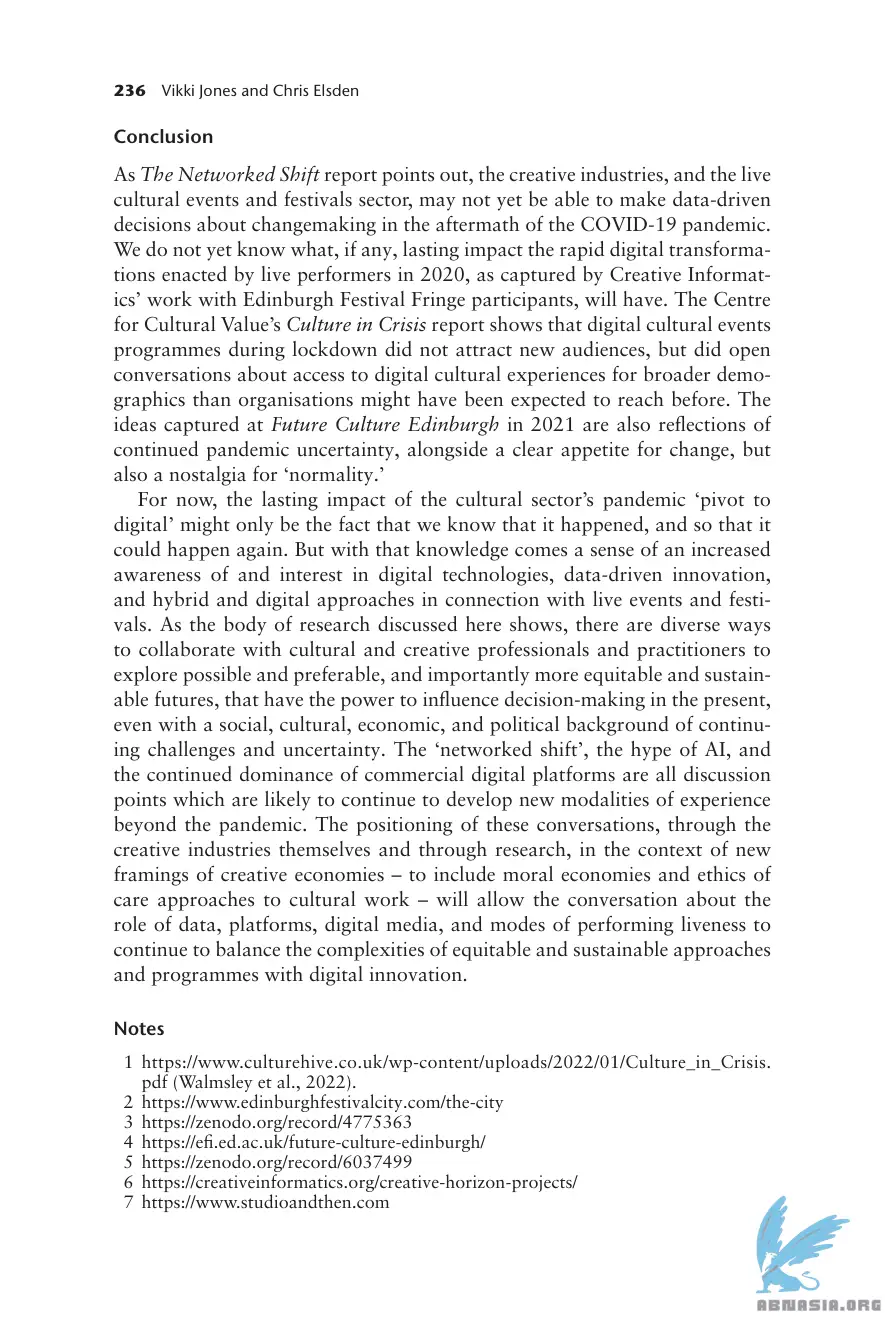 236 Vikki Jones and Chris Elsden
Conclusion
As The Networked Shift report points out, the creative industries, and the live
cultural events and festivals sector, may not yet be able to make data-driven
decisions about changemaking in the aftermath of the COVID-19 pandemic.
We do not yet know what, if any, lasting impact the rapid digital transforma-
tions enacted by live performers in 2020, as captured by Creative Informat-
ics’ work with Edinburgh Festival Fringe participants, will have. The Centre
for Cultural Value’s Culture in Crisis report shows that digital cultural events
programmes during lockdown did not attract new audiences, but did open
conversations about access to digital cultural experiences for broader demo-
graphics than organisations might have been expected to reach before. The
ideas captured at Future Culture Edinburgh in 2021 are also reflections of
continued pandemic uncertainty, alongside a clear appetite for change, but
also a nostalgia for ‘normality.’
For now, the lasting impact of the cultural sector’s pandemic ‘pivot to
digital’ might only be the fact that we know that it happened, and so that it
could happen again. But with that knowledge comes a sense of an increased
awareness of and interest in digital technologies, data-driven innovation,
and hybrid and digital approaches in connection with live events and festi-
vals. As the body of research discussed here shows, there are diverse ways
to collaborate with cultural and creative professionals and practitioners to
explore possible and preferable, and importantly more equitable and sustain-
able futures, that have the power to influence decision-making in the present,
even with a social, cultural, economic, and political background of continu-
ing challenges and uncertainty. The ‘networked shift’, the hype of AI, and
the continued dominance of commercial digital platforms are all discussion
points which are likely to continue to develop new modalities of experience
beyond the pandemic. The positioning of these conversations, through the
creative industries themselves and through research, in the context of new
framings of creative economies – to include moral economies and ethics of
care approaches to cultural work – will allow the conversation about the
role of data, platforms, digital media, and modes of performing liveness to
continue to balance the complexities of equitable and sustainable approaches
and programmes with digital innovation.
Notes
1 https://www.culturehive.co.uk/wp-content/uploads/2022/01/Culture_in_Crisis.
pdf (Walmsley et al., 2022).
2 https://www.edinburghfestivalcity.com/the-city
3 https://zenodo.org/record/4775363
4 https://efi.ed.ac.uk/future-culture-edinburgh/
5 https://zenodo.org/record/6037499
6 https://creativeinformatics.org/creative-horizon-projects/
7 https://www.studioandthen.com
ABNASIA.ORG